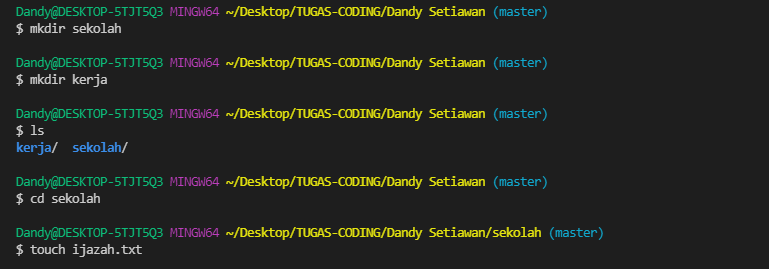 Dandy@DESKTOP-5TJT5Q3 MINGW64 ~/Desktop/TUGAS-CODING/Dandy Setiawan (master)
$ mkdir sekolah
Dandy@DESKTOP-5TJT5Q3 MINGW64 ~/Desktop/TUGAS-CODING/Dandy Setiawan (master)
$ mkdir kerja
Dandy@DESKTOP-5TJT5Q3 MINGW64 ~/Desktop/TUGAS-CODING/Dandy Setiawan (master)
$ ls
kerja/  sekolah/
Dandy@DESKTOP-5TJT5Q3 MINGW64 ~/Desktop/TUGAS-CODING/Dandy Setiawan (master)
$ cd sekolah
Dandy@DESKTOP-5TJT5Q3 MINGW64 ~/Desktop/TUGAS-CODING/Dandy Setiawan/sekolah (master)
$ touch ijazah.txt